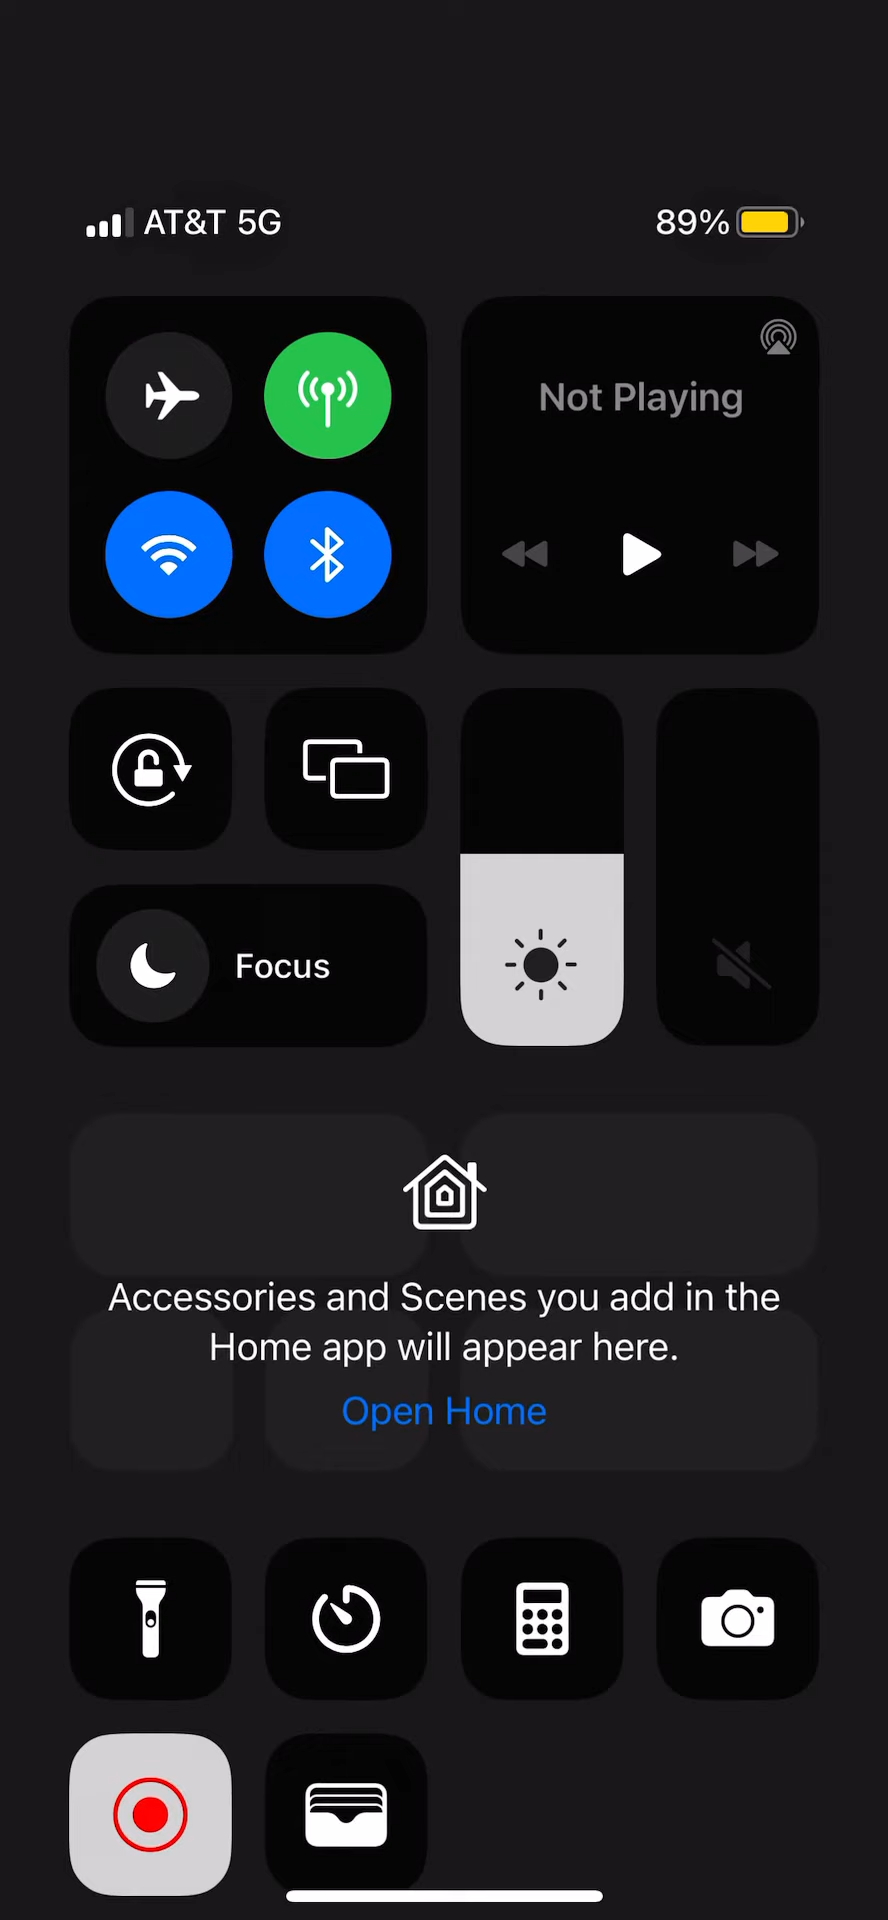 AT&T 5G
89%
Not Playing
Focus
Accessories and Scenes you add in the
Home app will appear here.
Open Home